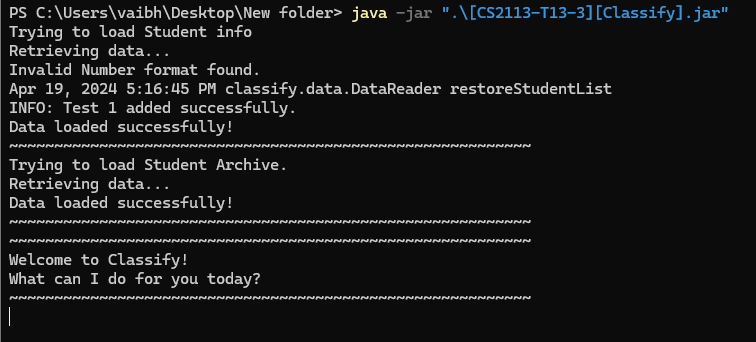 PS C:\Users\vaibh\Desktop\New folder> java -jar ".\[CS2113-T13-3][Classify].jar"
Trying to load Student info
Retrieving data...
Invalid Number format found.
Apr 19, 2024 5:16:45 PM classify.data.DataReader restoreStudentList
INFO: Test 1 added successfully.
Data loaded successfully!
~~~~~~~~~~~~~~~~~~~~~~~~~~~~~~~~~~~~~~~~~~~~~~~~~~~~~~~~~~
Trying to load Student Archive.
Retrieving data...
Data loaded successfully!
~~~~~~~~~~~~~~~~~~~~~~~~~~~~~~~~~~~~~~~~~~~~~~~~~~~~~~~~~~
~~~~~~~~~~~~~~~~~~~~~~~~~~~~~~~~~~~~~~~~~~~~~~~~~~~~~~~~~~
Welcome to Classify!
What can I do for you today?
~~~~~~~~~~~~~~~~~~~~~~~~~~~~~~~~~~~~~~~~~~~~~~~~~~~~~~~~~~